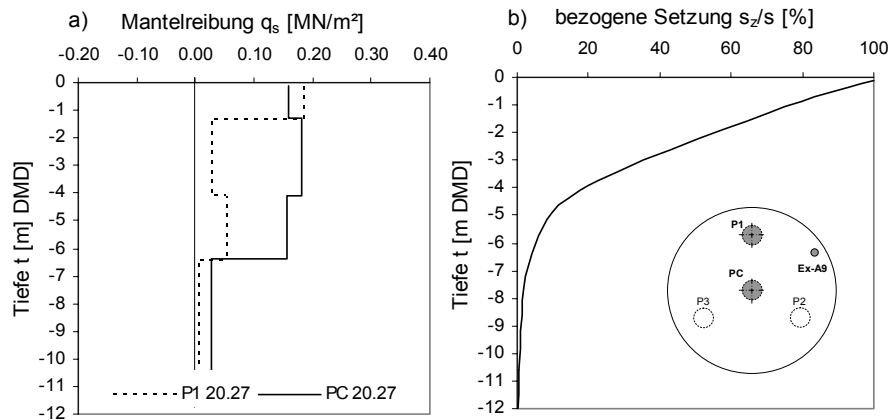 a) Mantelreibung qs [MN/m²]
-0.20 -0.10 0.00 0.10 0.20 0.30 0.40
Tiefe t [m] DMD]
0
-1
-2
-3
-4
-5
-6
-7
-8
-9
-10
-11
-12
P1 20.27 PC 20.27
b) bezogene Setzung sz/s [%]
0 20 40 60 80 100
Tiefe t [m DMD]
0
-1
-2
-3
-4
-5
-6
-7
-8
-9
-10
-11
-12
P1
Ex-A9
PC
P3 P2